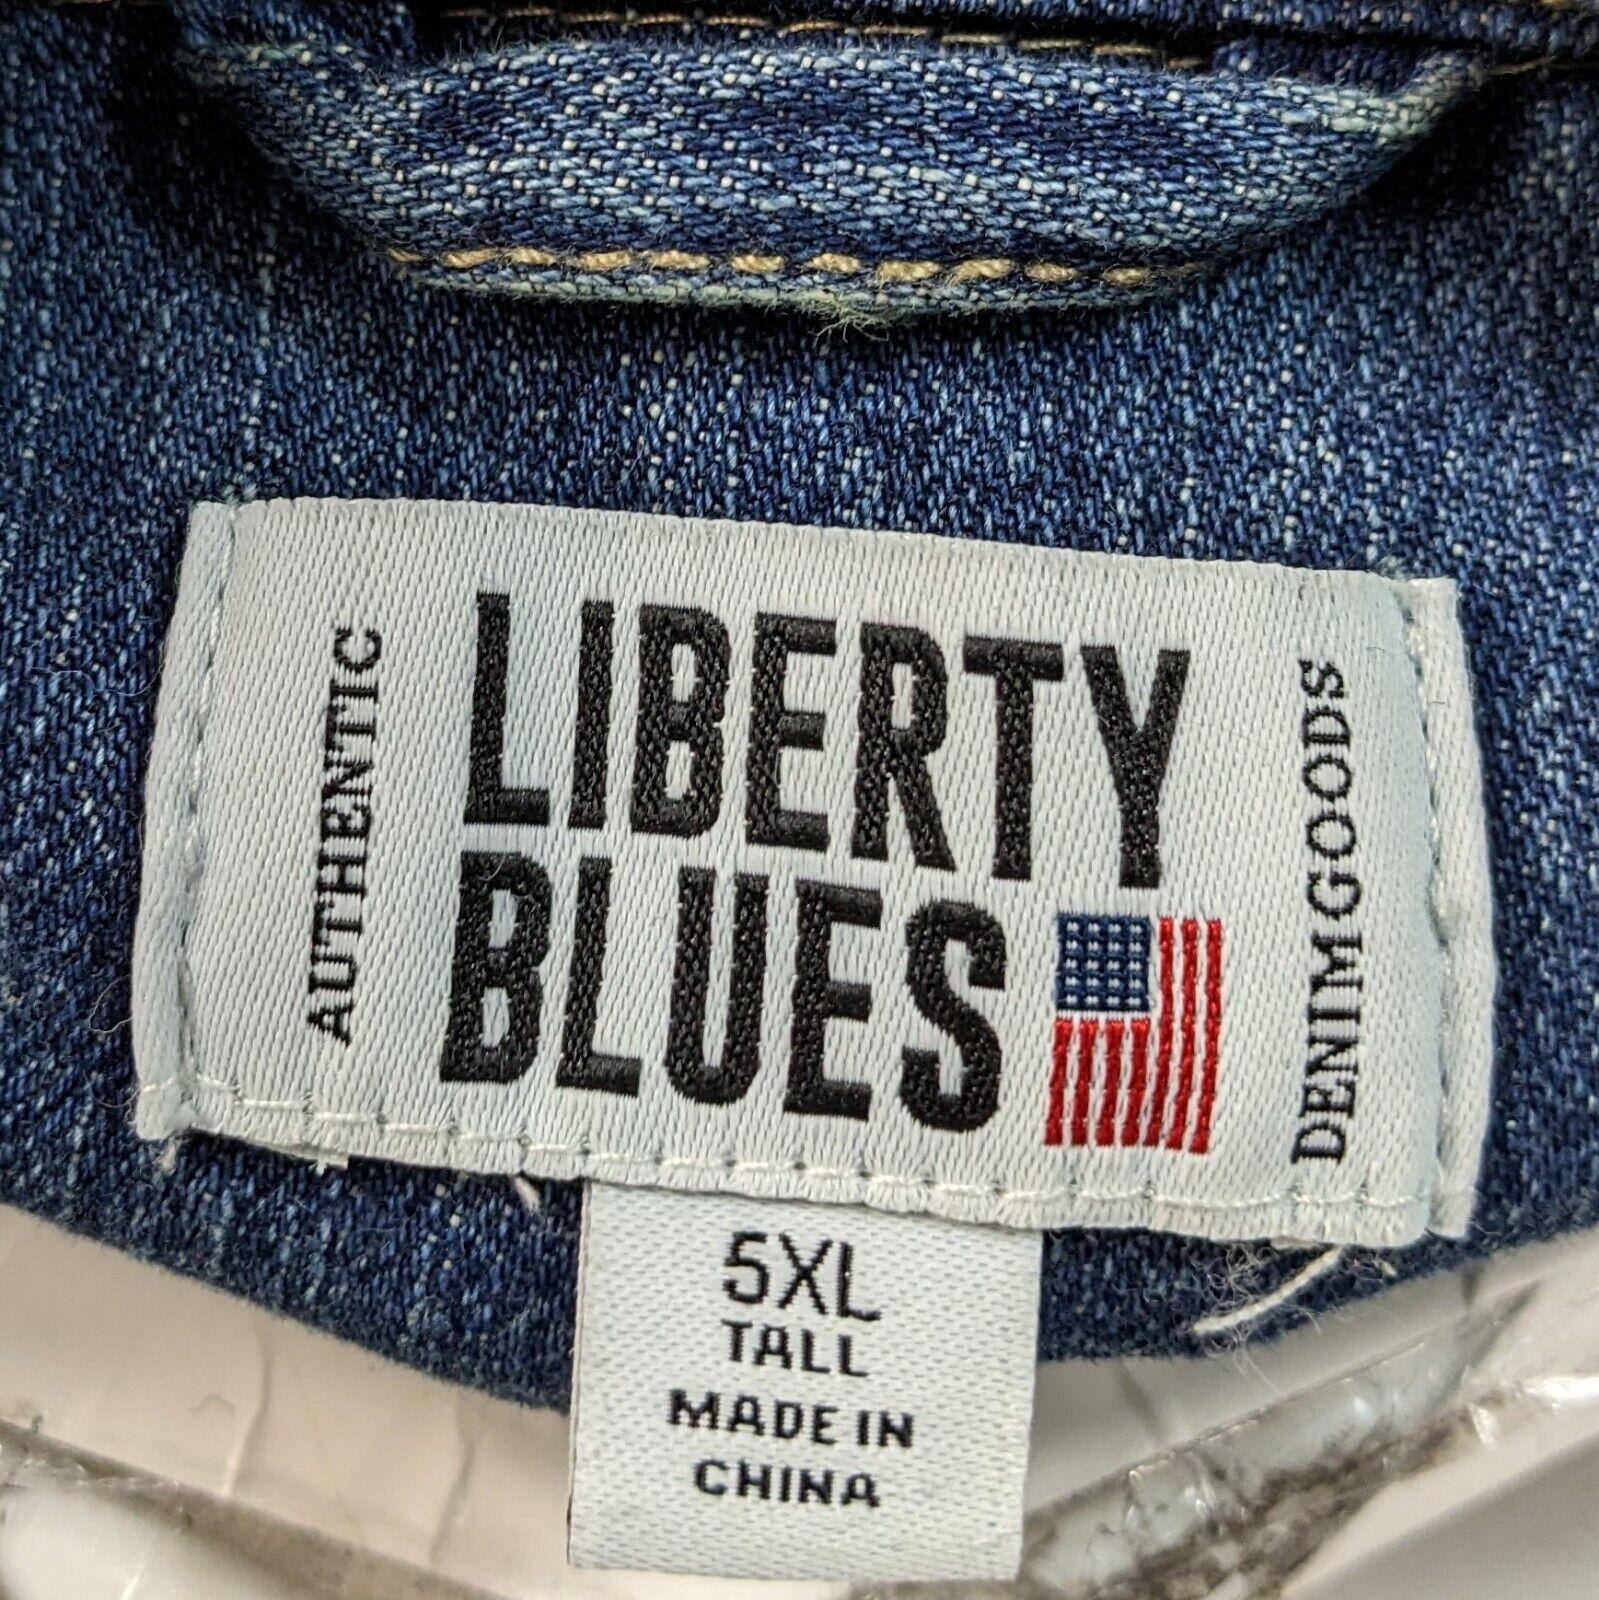 AUTHENTIC
LIBERTY
BLUES
DENIM GOODS
5XL
TALL
MADE IN
CHINA